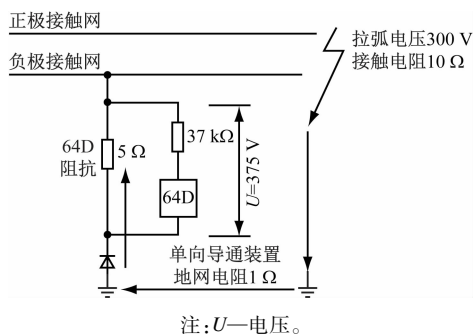 正极接触网
拉弧电压300 V
接触电阻10 Ω
负极接触网
64D
阻抗
5 Ω
37 kΩ
64D
U=375 V
单向导通装置
地网电阻1 Ω
注:U—电压。